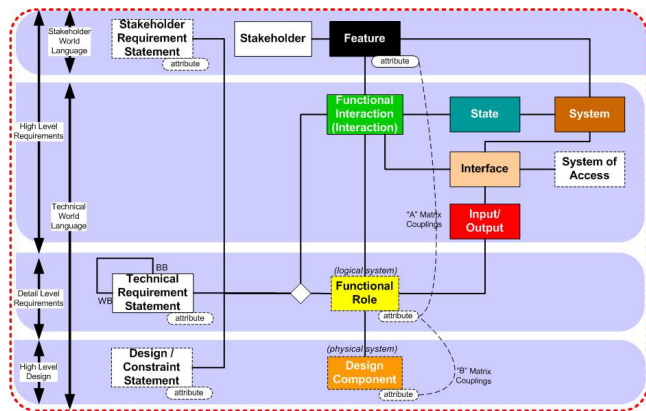 Stakeholder
World
Language
Stakeholder
Requirement
Statement
attribute
Stakeholder
Feature
attribute
High Level
Requirements
Technical
World
Language
Functional
Interaction
(Interaction)
State
System
Interface
System of
Access
"A" Matrix
Couplings
Input/
Output
Detail Level
Requirements
BB
WB
Technical
Requirement
Statement
attribute
(logical system)
Functional
Role
attribute
High Level
Design
Design /
Constraint
Statement
attribute
(physical system)
Design
Component
attribute
"B" Matrix
Couplings